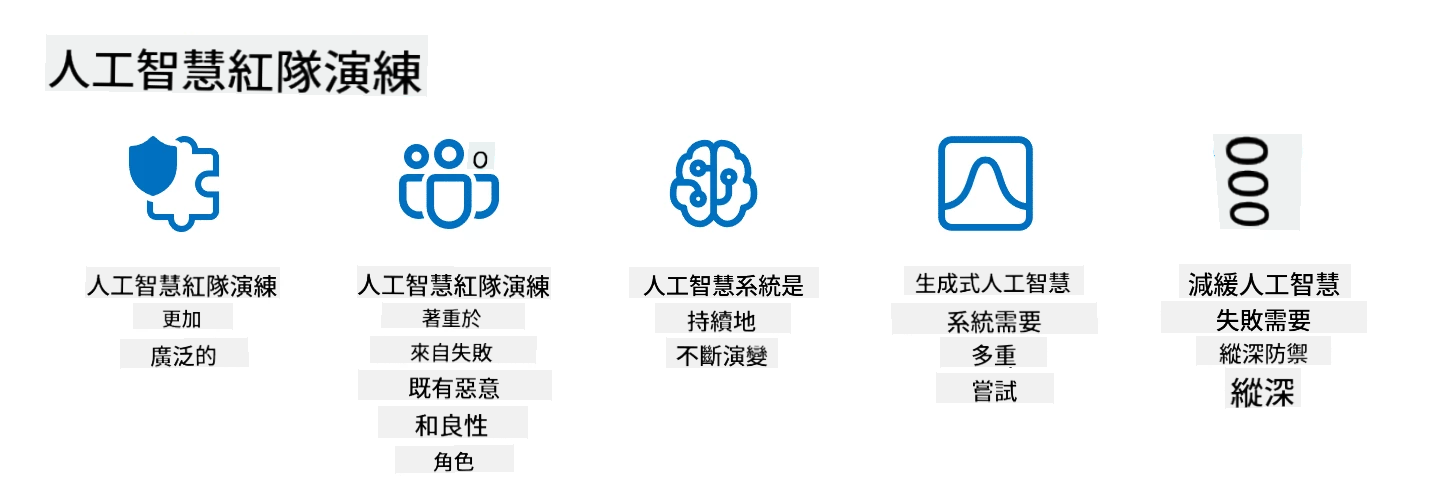 人工智慧紅隊演練
o
000
人工智慧紅隊演練
更加
廣泛的
人工智慧紅隊演練
著重於
來自失敗
既有惡意
和良性
角色
人工智慧系統是
持續地
不斷演變
生成式人工智慧
系統需要
多重
嘗試
減緩人工智慧
失敗需要
縱深防禦
縱深